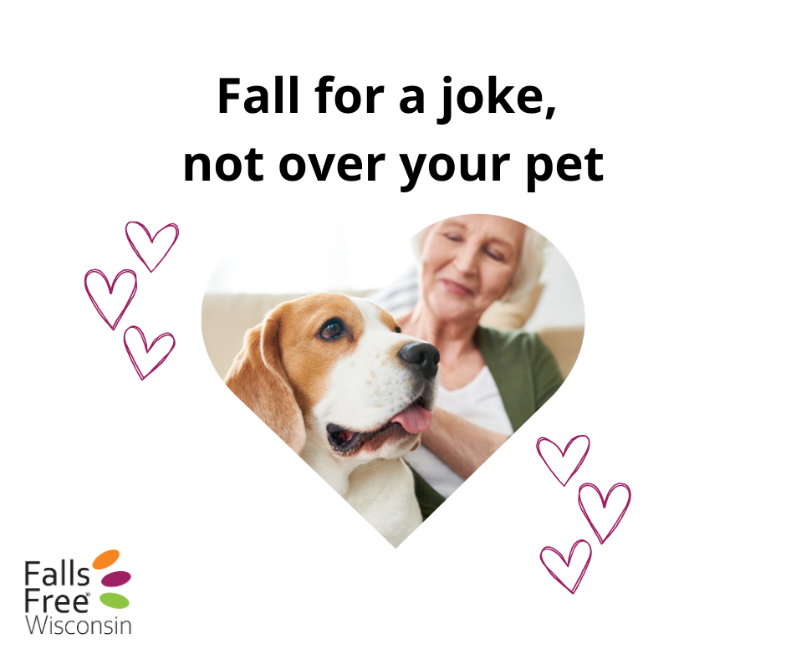 Fall for a joke,
not over your pet
Falls
Free®
Wisconsin